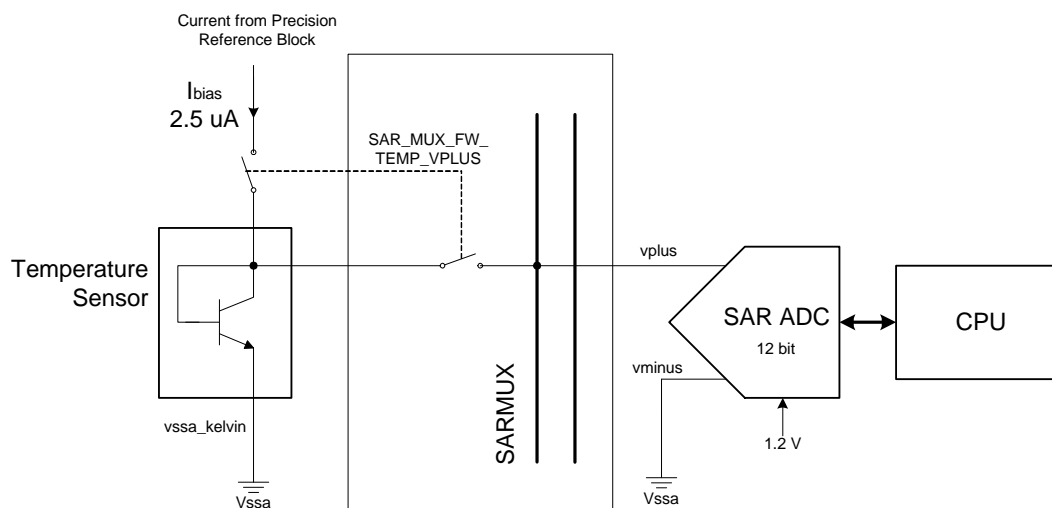 Current from Precision
Reference Block
Ibias
2.5 uA
SAR_MUX_FW_
TEMP_VPLUS
Temperature
Sensor
vplus
SAR ADC
12 bit
CPU
vminus
SARMUX
vssa_kelvin
1.2 V
Vssa
Vssa